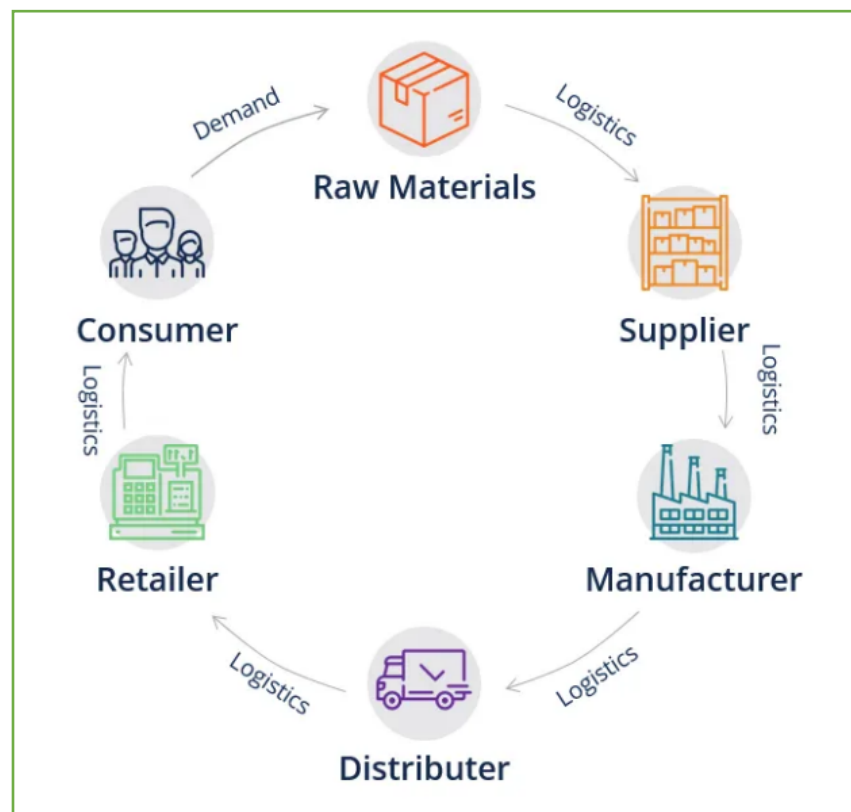 Demand
Logistics
Raw Materials
Consumer
Supplier
Logistics
Logistics
Retailer
Manufacturer
Logistics
Logistics
Distributer